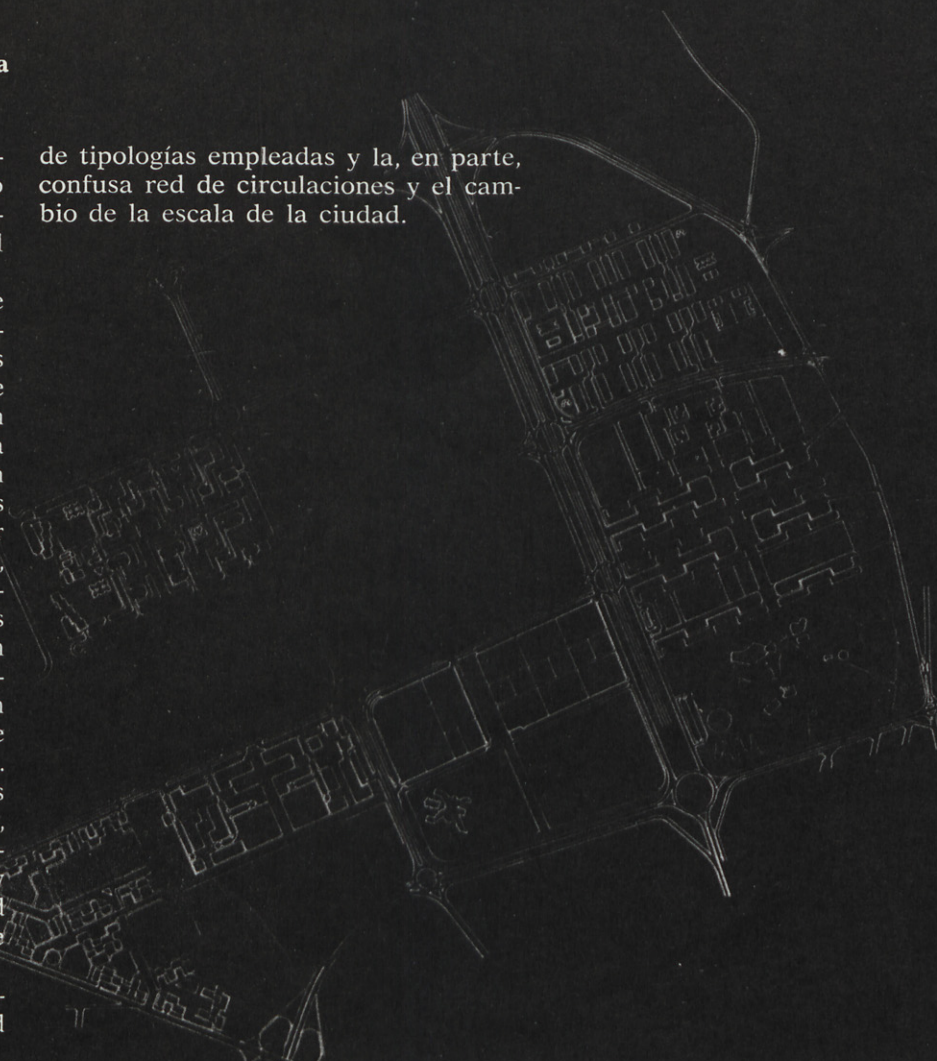 de tipologías empleadas y la, en parte,
confusa red de circulaciones y el cam-
bio de la escala de la ciudad.